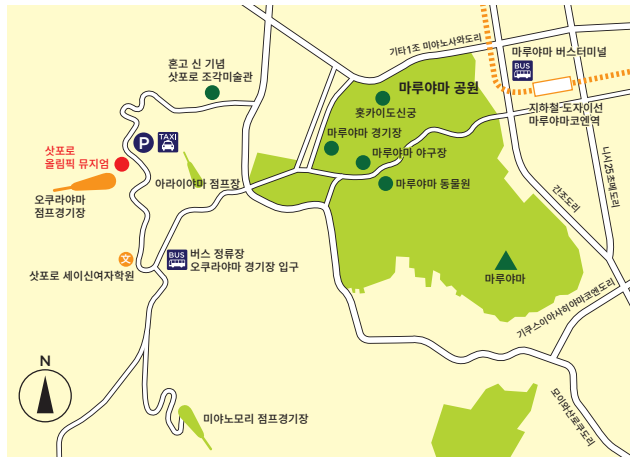 기타1조 미야노사와도리
마루야마 버스터미널
BUS
혼고 신 기념
삿포로 조각미술관
마루야마 공원
홋카이도신궁
지하철 도자이선
마루야마코엔역
마루야마 경기장
마루야마 야구장
P
TAXI
삿포로
올림픽 뮤지엄
아라이야마 점프장
마루야마 동물원
니시25초메도리
간조도리
오쿠라야마
점프경기장
文
삿포로 세이신여자학원
BUS
버스 정류장
오쿠라야마 경기장 입구
마루야마
기쿠스이아사히야마코엔도리
N
미야노모리 점프경기장
모이와산로쿠도리